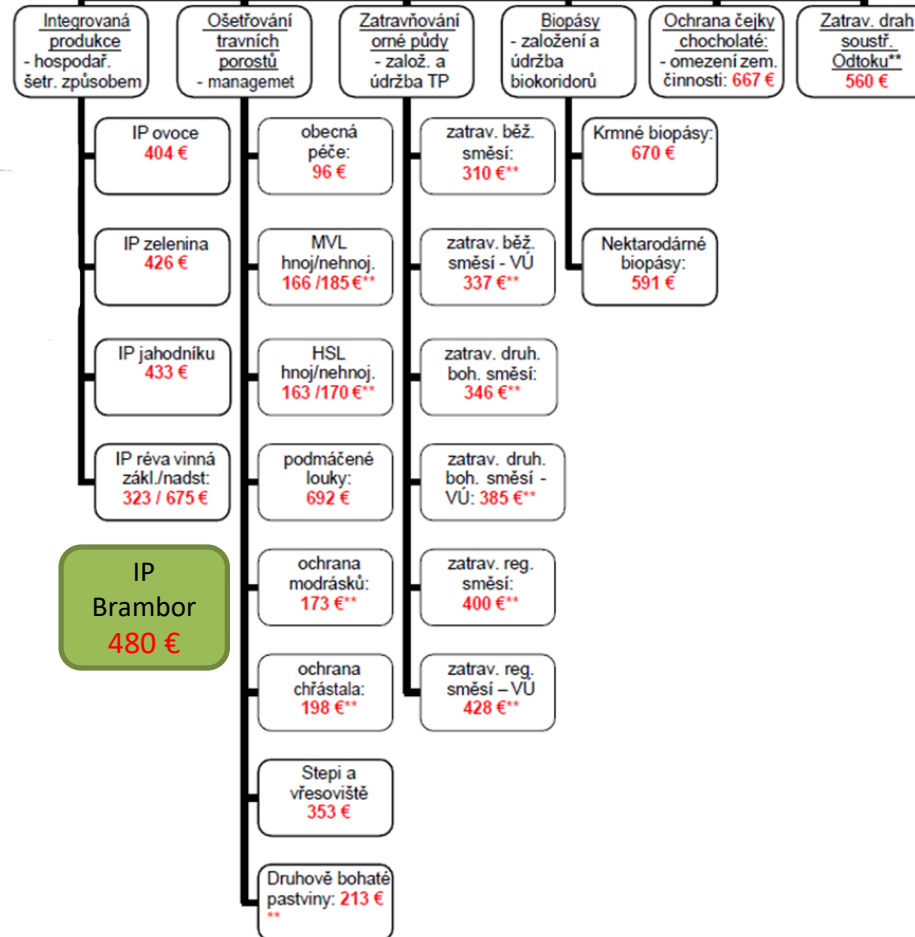 Integrovaná
produkce
- hospodař.
šetr. způsobem
Ošetřování
travních
porostů
- managemet
Zatravňování
orné půdy
- založ. a
údržba TP
Biopásy
- založení a
údržba
biokoridorů
Ochrana čejky
chocholaté:
- omezení zem.
činnosti: 667 €
Zatrav. drah
soustř.
Odtoku**
560 €
IP ovoce
404 €
IP zelenina
426 €
IP jahodníku
433 €
IP réva vinná
zákl./nadst:
323 / 675 €
IP
Brambor
480 €
obecná
péče:
96 €
MVL
hnoj/nehnoj.
166 /185 €**
HSL
hnoj/nehnoj.
163 /170 €**
podmáčené
louky:
692 €
ochrana
modrásků:
173 €**
ochrana
chřástala:
198 €**
Stepi a
vřesoviště
353 €
Druhově bohaté
pastviny: 213 €
**
zatrav. běž.
směsí:
310 €**
zatrav. běž.
směsí - VÚ
337 €**
zatrav. druh.
boh. směsí:
346 €**
zatrav. druh.
boh. směsí -
VÚ: 385 €**
zatrav. reg.
směsí:
400 €**
zatrav. reg.
směsí – VÚ
428 €**
Krmné biopásy:
670 €
Nektarodárné
biopásy:
591 €